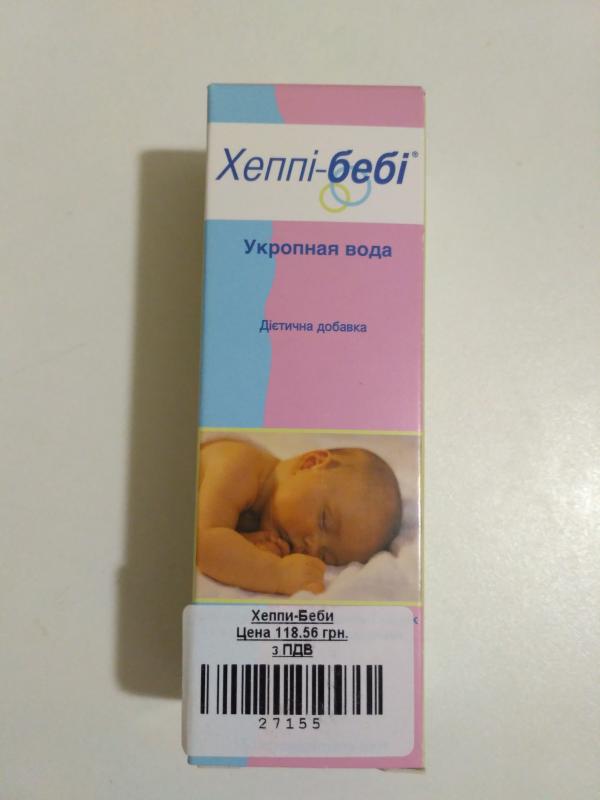 Хеппі-бебі®
Укропная вода
Дієтична добавка
Хеппи-Беби
Цена 118.56 грн.
з ПДВ
27155